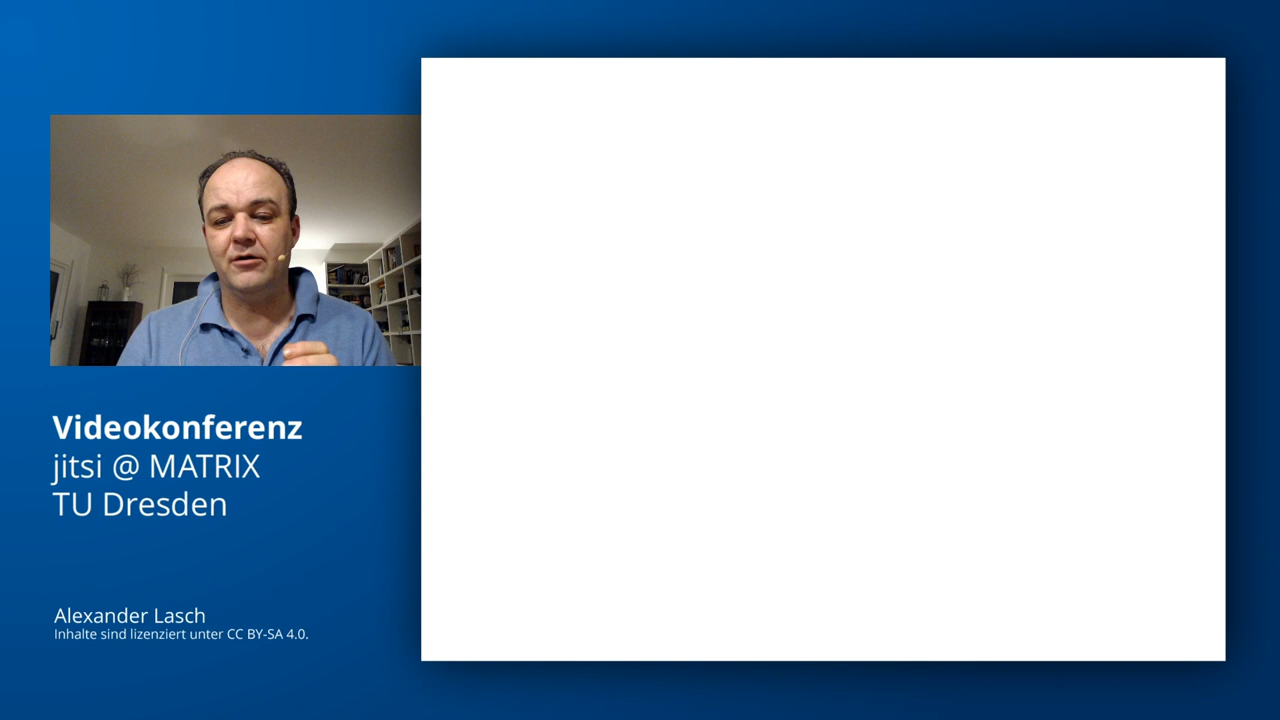 Videokonferenz
jitsi @ MATRIX
TU Dresden
Alexander Lasch
Inhalte sind lizenziert unter CC BY-SA 4.0.